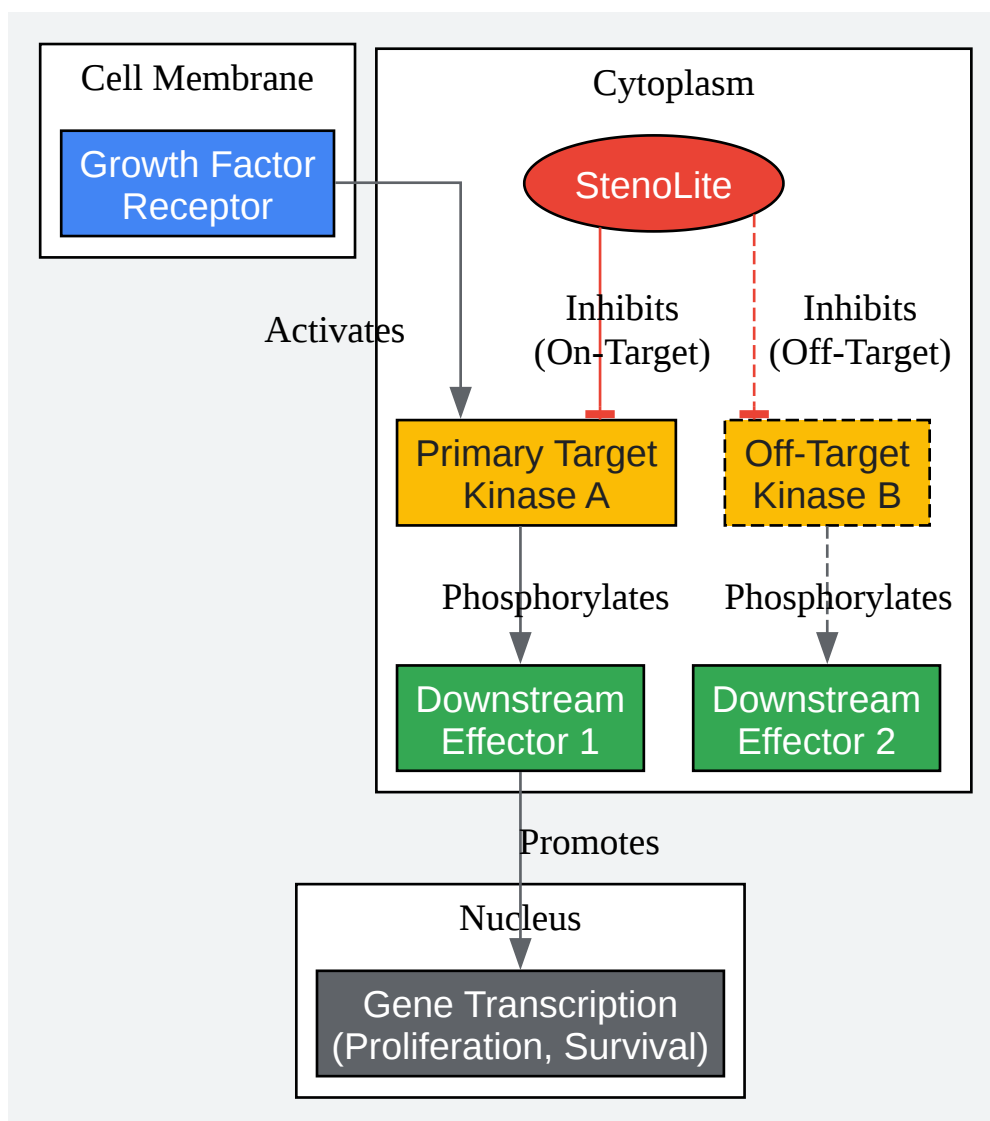 Cell Membrane
Growth Factor
Receptor
Cytoplasm
StenoLite
Activates
Inhibits
(On-Target)
Inhibits
(Off-Target)
Primary Target
Kinase A
Off-Target
Kinase B
Phosphorylates
Phosphorylates
Downstream
Effector 1
Downstream
Effector 2
Promotes
Nucleus
Gene Transcription
(Proliferation, Survival)